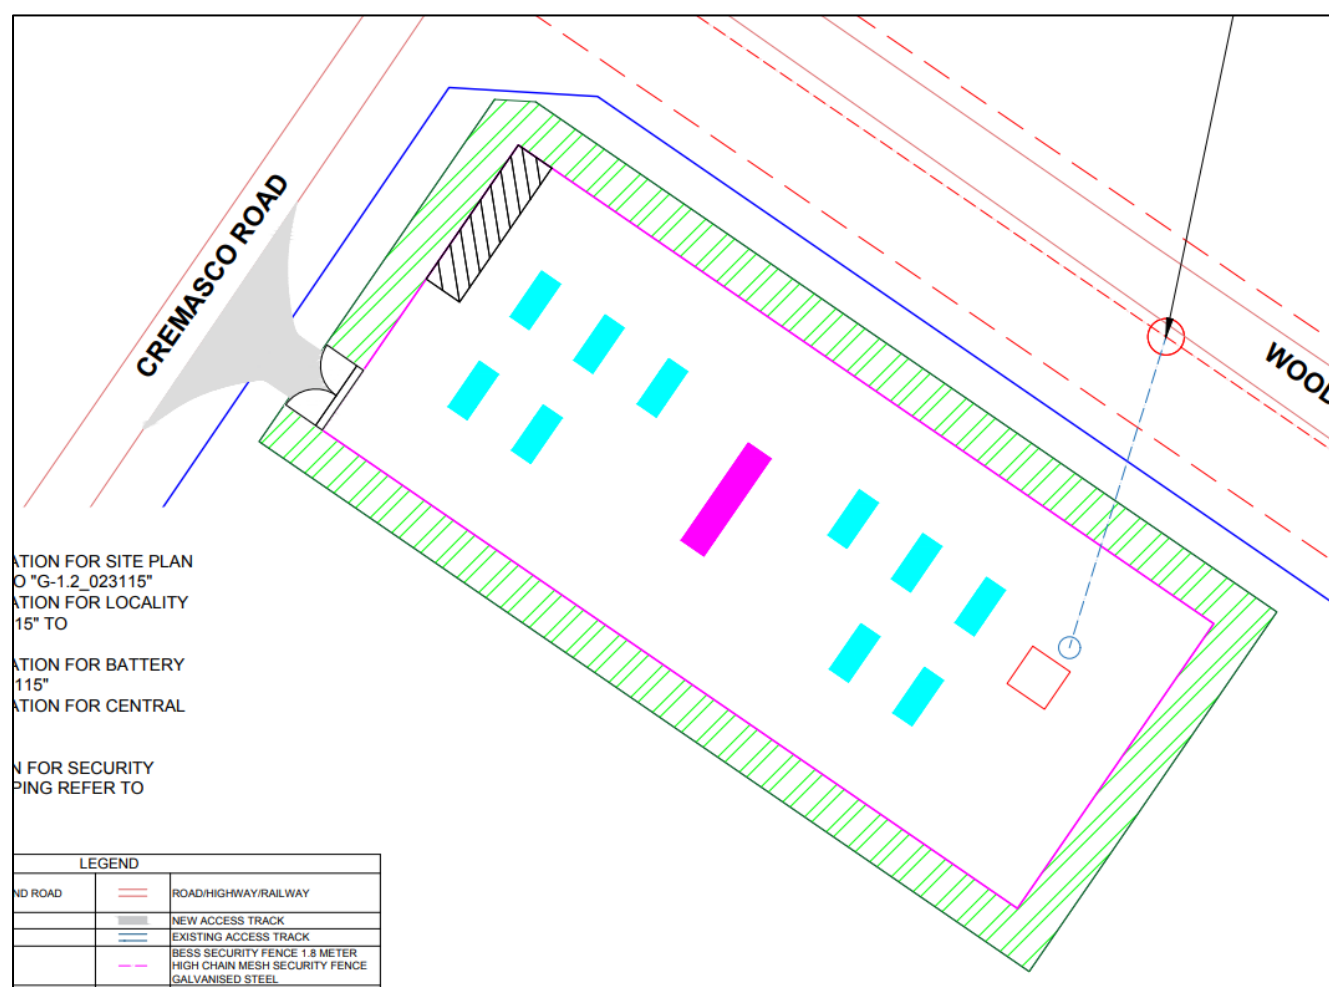 CREMASCO ROAD
WOOL
ATION FOR SITE PLAN
O "G-1.2_023115"
ATION FOR LOCALITY
15" TO
ATION FOR BATTERY
115"
ATION FOR CENTRAL
N FOR SECURITY
PING REFER TO
LEGEND
ND ROAD
ROAD/HIGHWAY/RAILWAY
NEW ACCESS TRACK
EXISTING ACCESS TRACK
BESS SECURITY FENCE 1.8 METER
HIGH CHAIN MESH SECURITY FENCE
GALVANISED STEEL